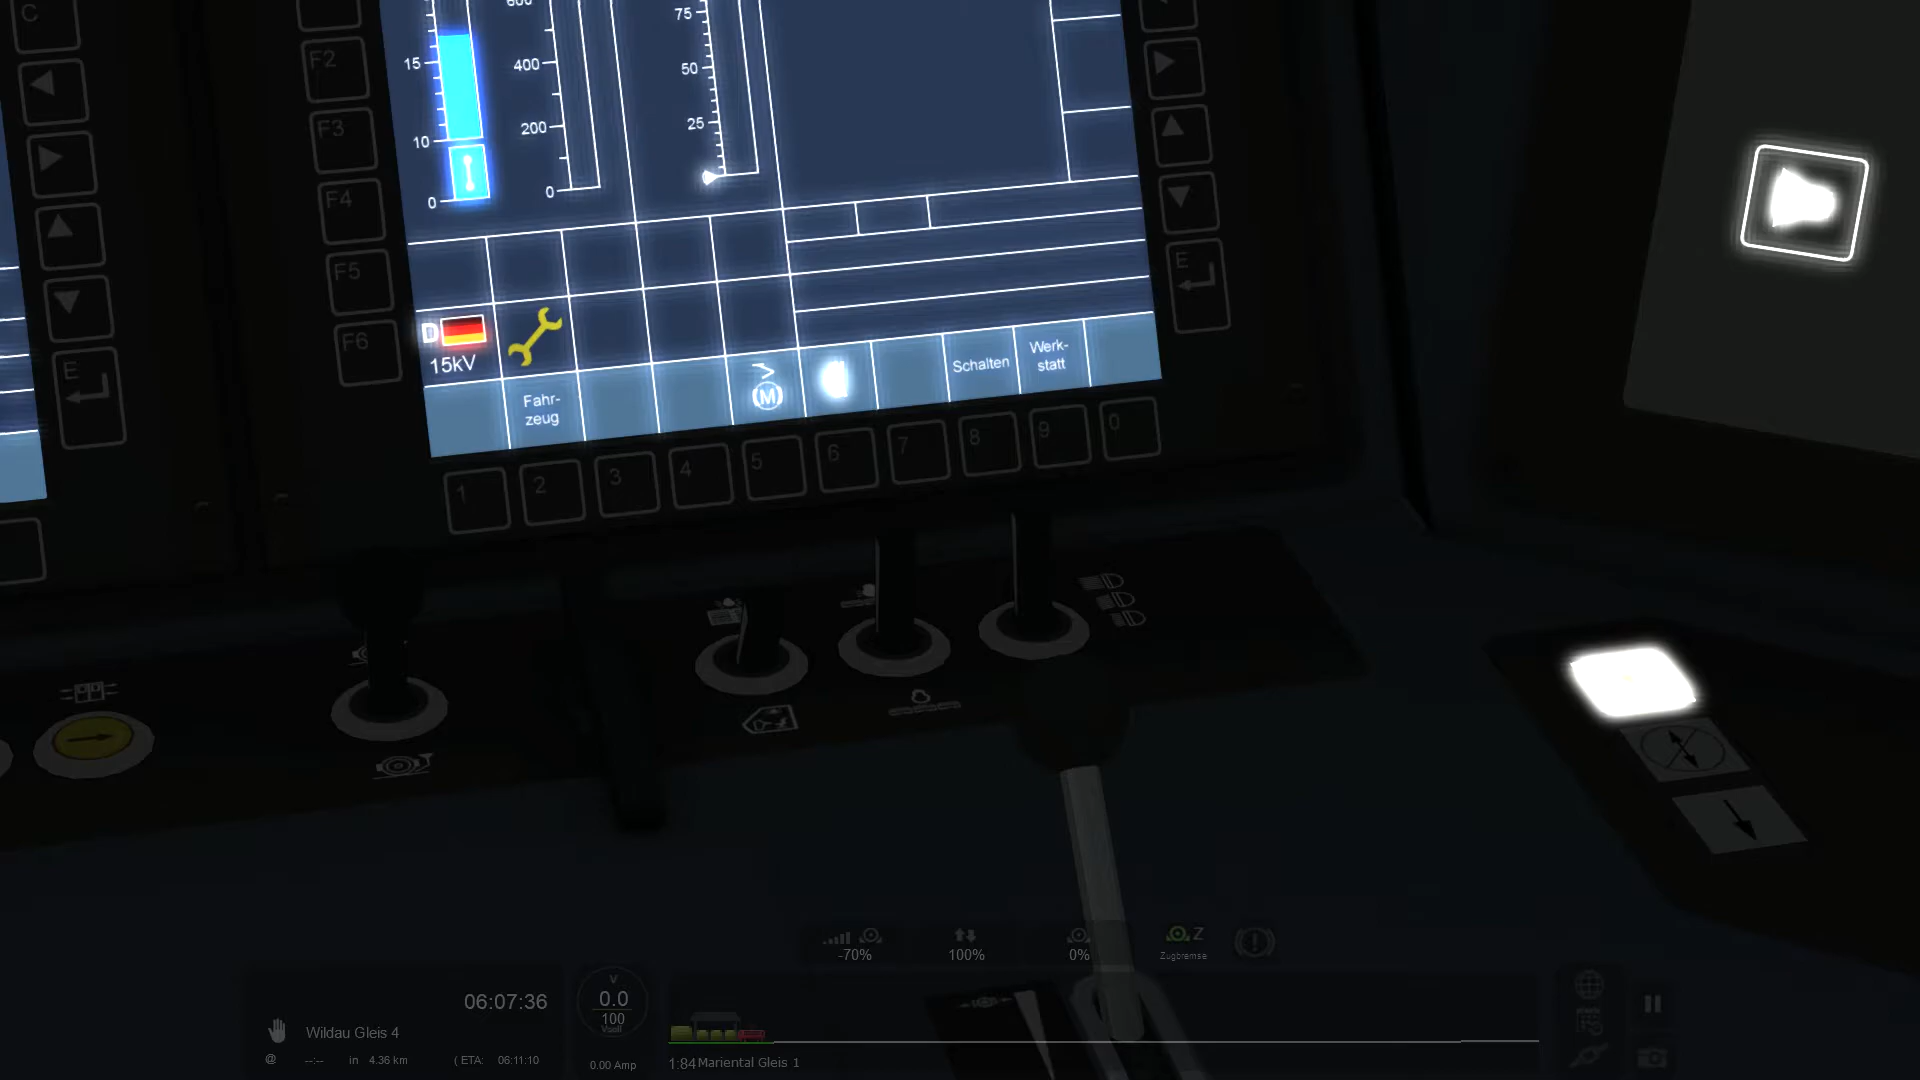 C
F2
F3
F4
F5
F6
E
15
10
0
600
400
200
0
75
50
25
D
15kV
Fahr-
zeug
(M)
Schalten
Werk-
statt
E
1 2 3 4 5 6 7 8 9 0
-70%
100%
0%
Z
Zugbremse
06:07:36
Wildau Gleis 4
@ --:-- in 4.36 km ( ETA: 06:11:10
V
0.0
100
Vsoll
0.00 Amp
1:84 Mariental Gleis 1